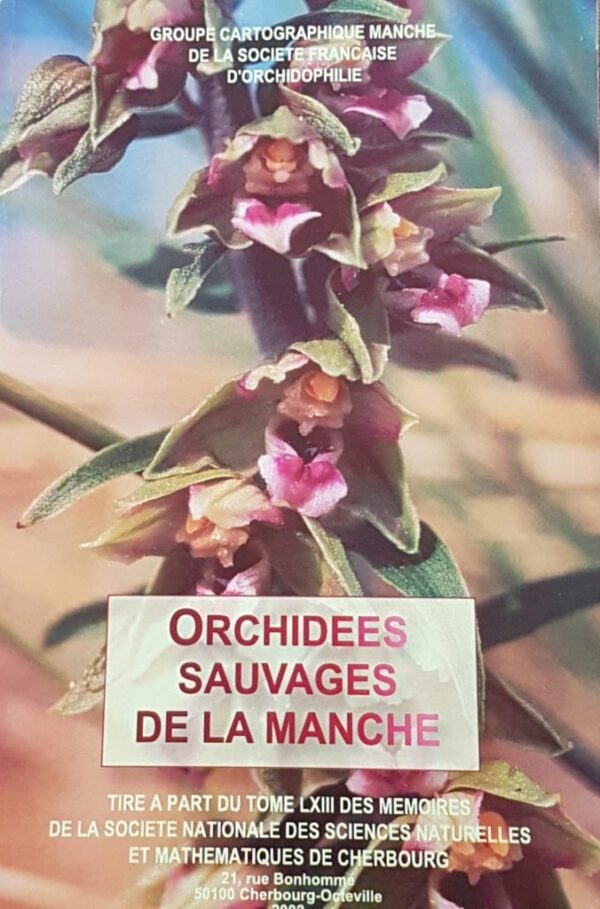 GROUPE CARTOGRAPHIQUE MANCHE
DE LA SOCIETE FRANCAISE
D'ORCHIDOPHILIE
ORCHIDEES
SAUVAGES
DE LA MANCHE
TIRE A PART DU TOME LXIII DES MEMOIRES
DE LA SOCIETE NATIONALE DES SCIENCES NATURELLES
ET MATHEMATIQUES DE CHERBOURG
21, rue Bonhomme
50100 Cherbourg-Octeville